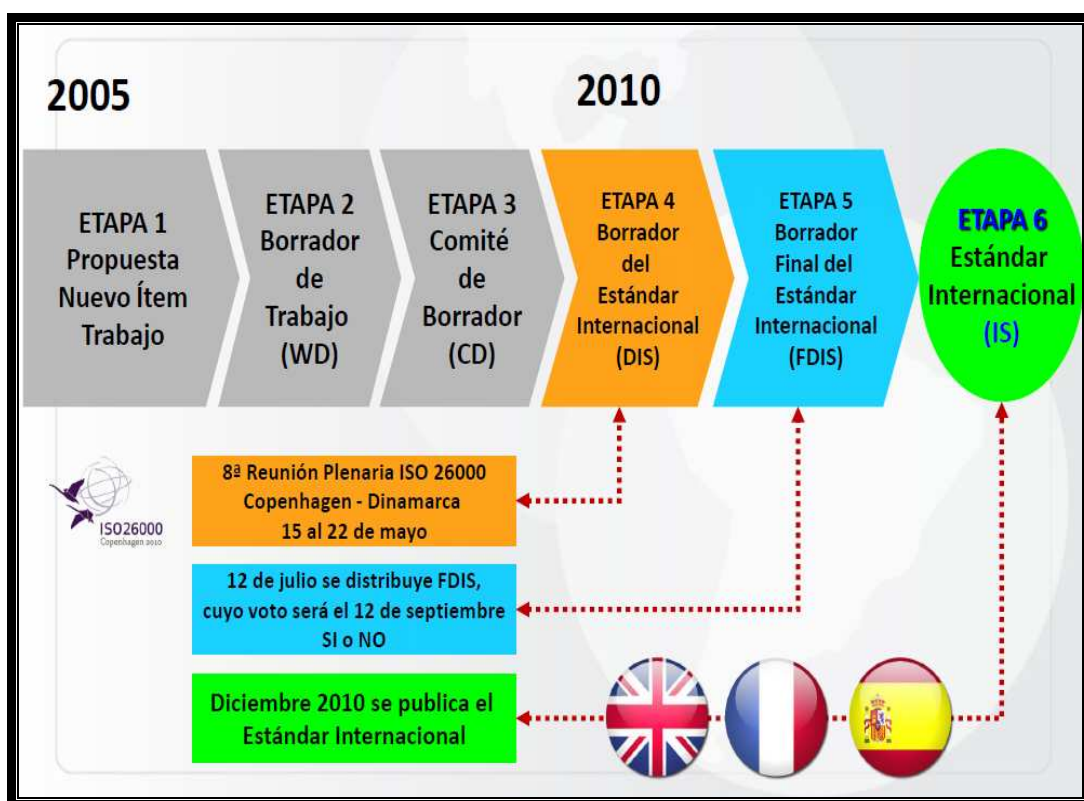 2005
2010
ETAPA 1
Propuesta
Nuevo Ítem
Trabajo
ETAPA 2
Borrador
de
Trabajo
(WD)
ETAPA 3
Comité
de
Borrador
(CD)
ETAPA 4
Borrador
del
Estándar
Internacional
(DIS)
ETAPA 5
Borrador
Final del
Estándar
Internacional
(FDIS)
ETAPA 6
Estándar
Internacional
(IS)
8ª Reunión Plenaria ISO 26000
Copenhagen - Dinamarca
15 al 22 de mayo
ISO26000
Copenhagen 2010
12 de julio se distribuye FDIS,
cuyo voto será el 12 de septiembre
SI o NO
Diciembre 2010 se publica el
Estándar Internacional